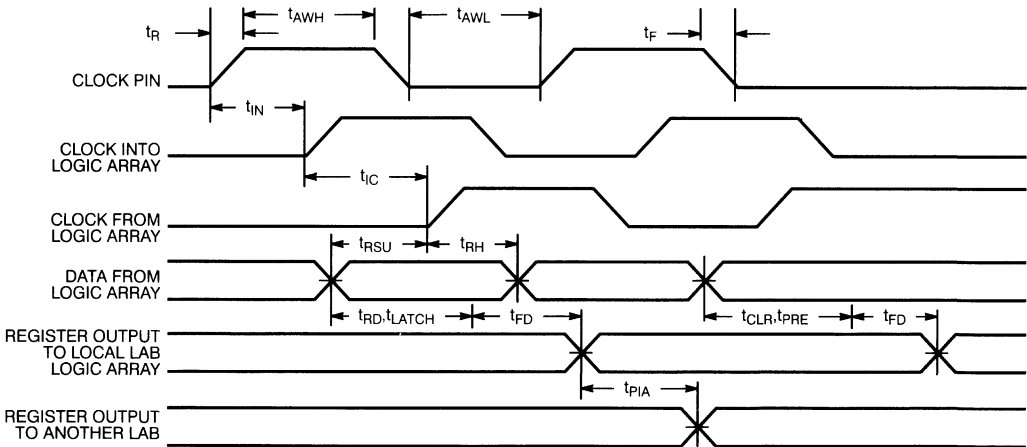 tAWH
tAWL
tR
tF
CLOCK PIN
tIN
CLOCK INTO
LOGIC ARRAY
tIC
CLOCK FROM
LOGIC ARRAY
tRSU
tRH
DATA FROM
LOGIC ARRAY
tRD,tLATCH
tFD
tCLR,tPRE
tFD
REGISTER OUTPUT
TO LOCAL LAB
LOGIC ARRAY
tPIA
REGISTER OUTPUT
TO ANOTHER LAB